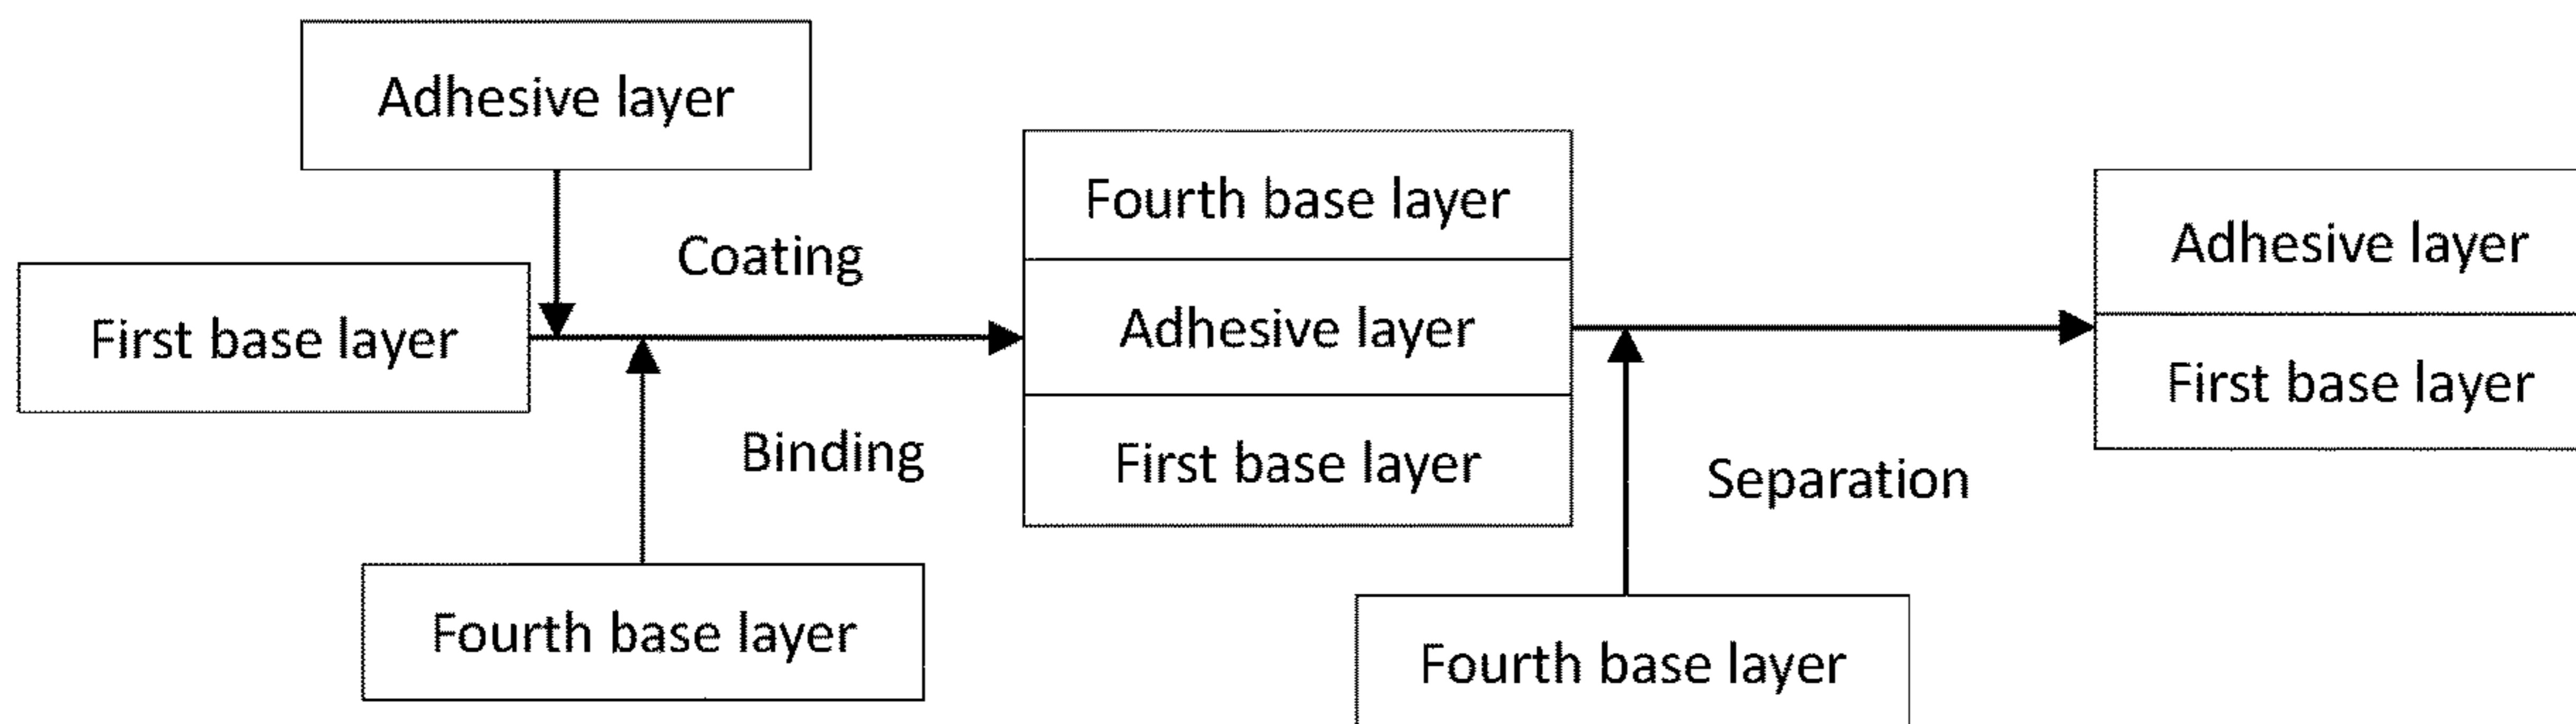 Adhesive layer
First base layer
Coating
Binding
Fourth base layer
Fourth base layer
Adhesive layer
First base layer
Separation
Fourth base layer
Adhesive layer
First base layer